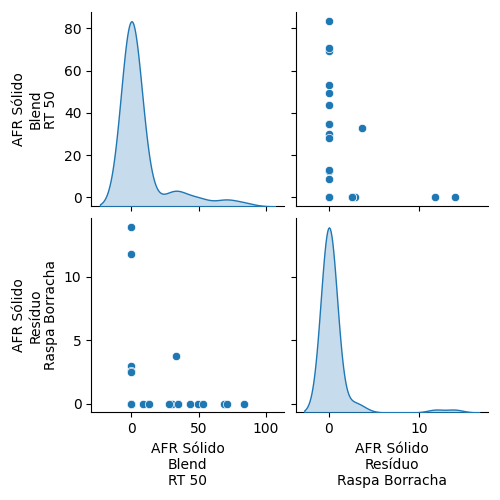 80
60
40
20
0
AFR Sólido
Blend
RT 50
10
5
0
AFR Sólido
Resíduo
Raspa Borracha
0 50 100
AFR Sólido
Blend
RT 50
0 10
AFR Sólido
Resíduo
Raspa Borracha